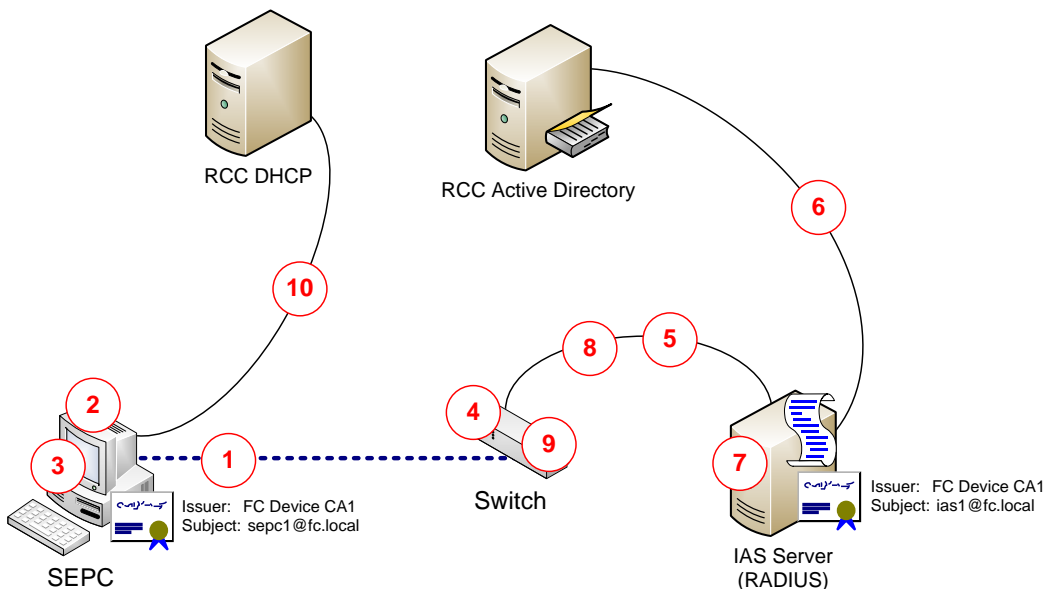 RCC DHCP
RCC Active Directory
6
10
8
5
2
4
3
1
9
7
Issuer: FC Device CA1
Subject: sepc1@fc.local
Issuer: FC Device CA1
Subject: ias1@fc.local
Switch
SEPC
IAS Server
(RADIUS)